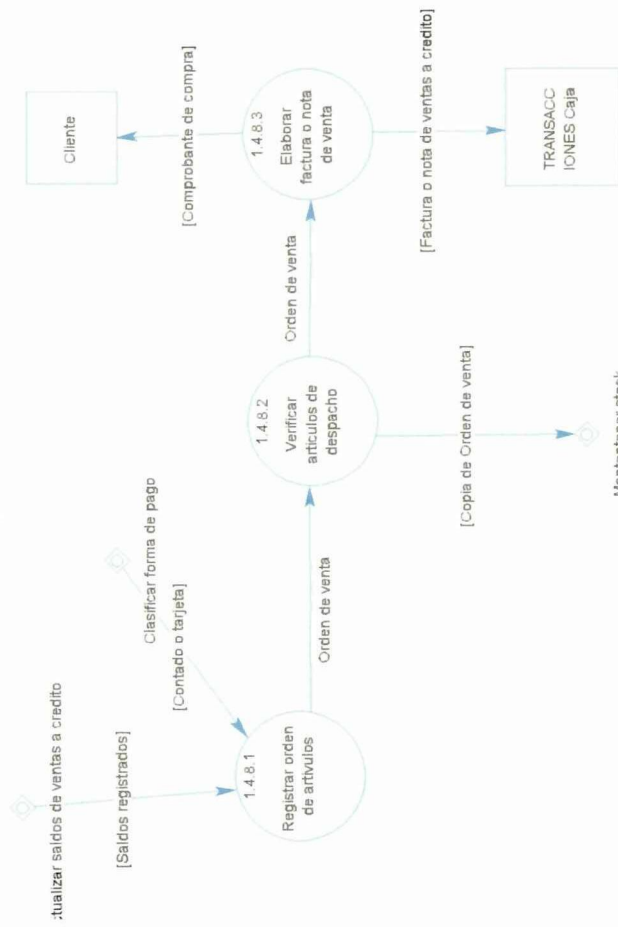 :tualizar saldos de ventas a credito
[Saldos registrados]
Clasificar forma de pago
[Contado o tarjeta]
1.4.8.1
Registrar orden
de artívulos
Orden de venta
1.4.8.2
Verificar
articulos de
despacho
[Copia de Orden de venta]
Orden de venta
1.4.8.3
Elaborar
factura o nota
de venta
[Comprobante de compra]
Cliente
[Factura o nota de ventas a credito]
TRANSACC
IONES Caja